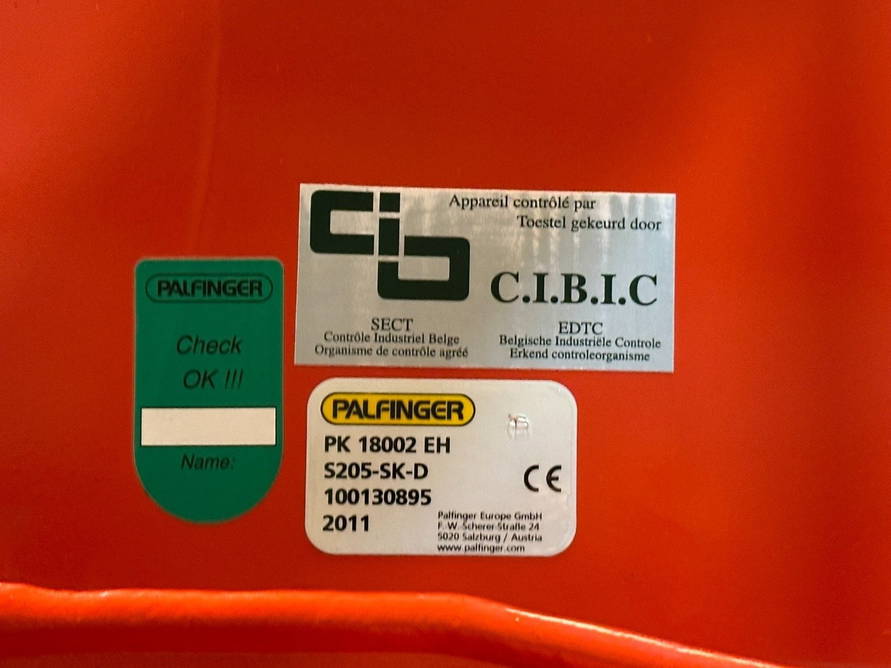 Appareil contrôlé par
Toestel gekeurd door
cib
C.I.B.I.C
SECT
Contrôle Industriel Belge
Organisme de contrôle agréé
EDTC
Belgische Industriële Controle
Erkend controleorganisme
PALFINGER
Check
OK !!!
Name:
PALFINGER
PK 18002 EH
S205-SK-D
100130895
2011
CE
Palfinger Europe GmbH
F.-W.-Scherer-Straße 24
5020 Salzburg / Austria
www.palfinger.com